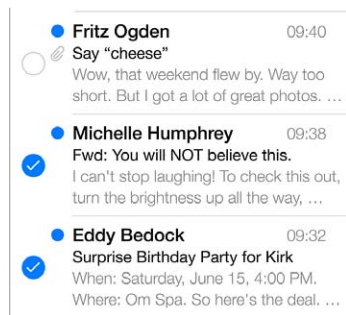 Fritz Ogden 09:40
Say “cheese”
Wow, that weekend flew by. Way too
short. But I got a lot of great photos. ...
Michelle Humphrey 09:38
Fwd: You will NOT believe this.
I can't stop laughing! To check this out,
turn the brightness up all the way, ...
Eddy Bedock 09:32
Surprise Birthday Party for Kirk
When: Saturday, June 15, 4:00 PM.
Where: Om Spa. So here's the deal. ...